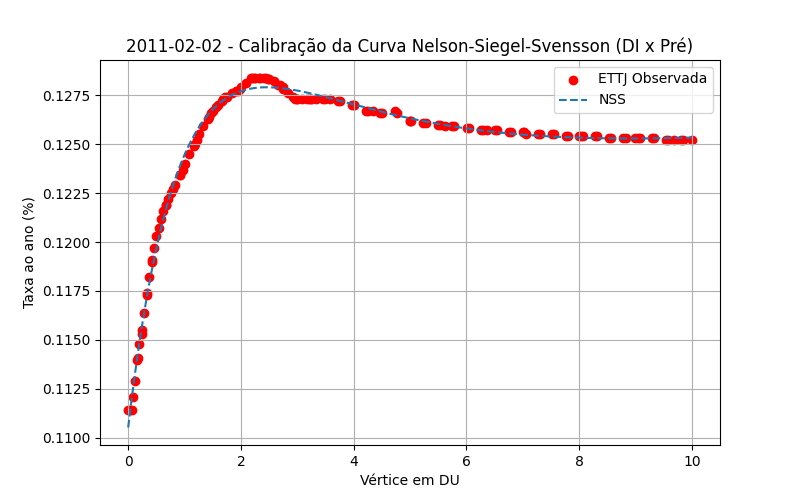 2011-02-02 - Calibração da Curva Nelson-Siegel-Svensson (DI x Pré)
ETTJ Observada
NSS
Taxa ao ano (%)
0.1275
0.1250
0.1225
0.1200
0.1175
0.1150
0.1125
0.1100
0
2
4
6
8
10
Vértice em DU